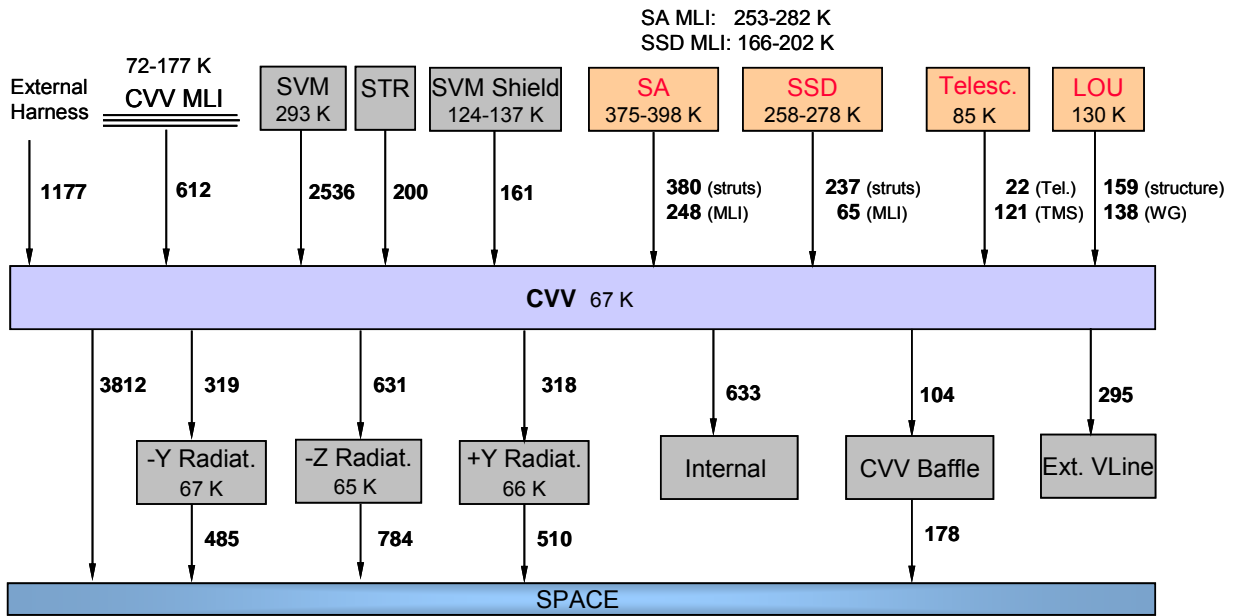 SA MLI: 253-282 K
SSD MLI: 166-202 K
External
Harness
72-177 K
CVV MLI
SVM
293 K
STR
SVM Shield
124-137 K
SA
375-398 K
SSD
258-278 K
Telesc.
85 K
LOU
130 K
1177
612
2536
200
161
380 (struts)
248 (MLI)
237 (struts)
65 (MLI)
22 (Tel.)
121 (TMS)
159 (structure)
138 (WG)
CVV 67 K
3812
319
631
318
633
104
295
-Y Radiat.
67 K
-Z Radiat.
65 K
+Y Radiat.
66 K
Internal
CVV Baffle
Ext. VLine
485
784
510
178
SPACE